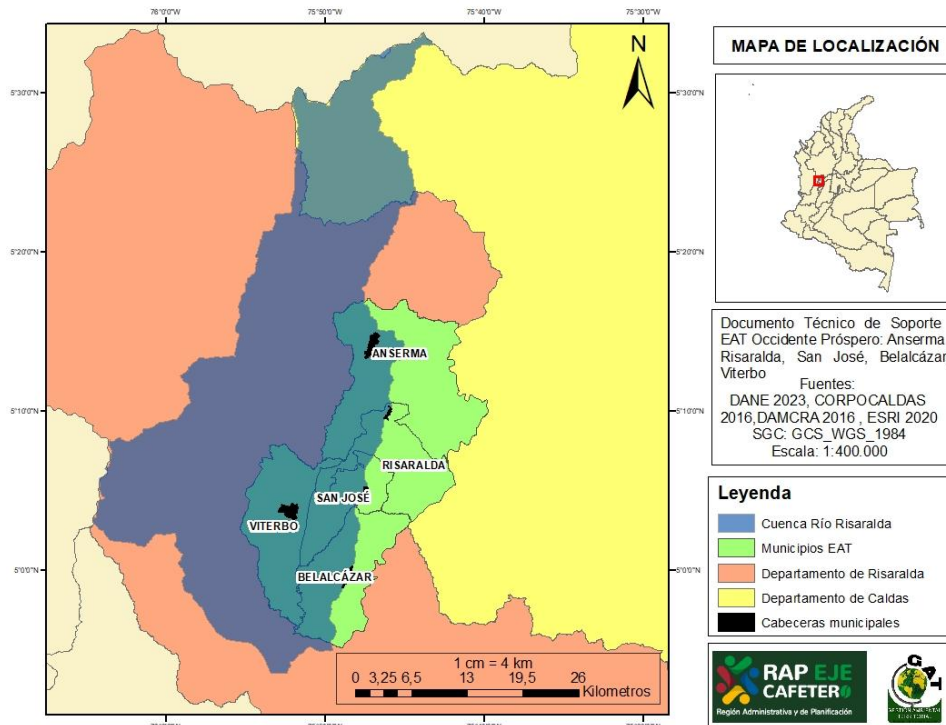 76°0'0"W
75°50'0"W
75°40'0"W
75°30'0"W
5°30'0"N
5°20'0"N
5°10'0"N
5°0'0"N
N
ANSERMA
RISARALDA
SAN JOSÉ
VITERBO
BELALCÁZAR
1 cm = 4 km
0 3,25 6,5 13 19,5 26
Kilometros
5°30'0"N
5°20'0"N
5°10'0"N
5°0'0"N
MAPA DE LOCALIZACIÓN
Documento Técnico de Soporte
EAT Occidente Próspero: Anserma
Risaralda, San José, Belalcázar
Viterbo
Fuentes:
DANE 2023, CORPOCALDAS
2016,DAMCRA 2016 , ESRI 2020
SGC: GCS_WGS_1984
Escala: 1:400.000
Leyenda
Cuenca Río Risaralda
Municipios EAT
Departamento de Risaralda
Departamento de Caldas
Cabeceras municipales
RAP EJE
CAFETERO
Región Administrativa y de Planificación
GAT